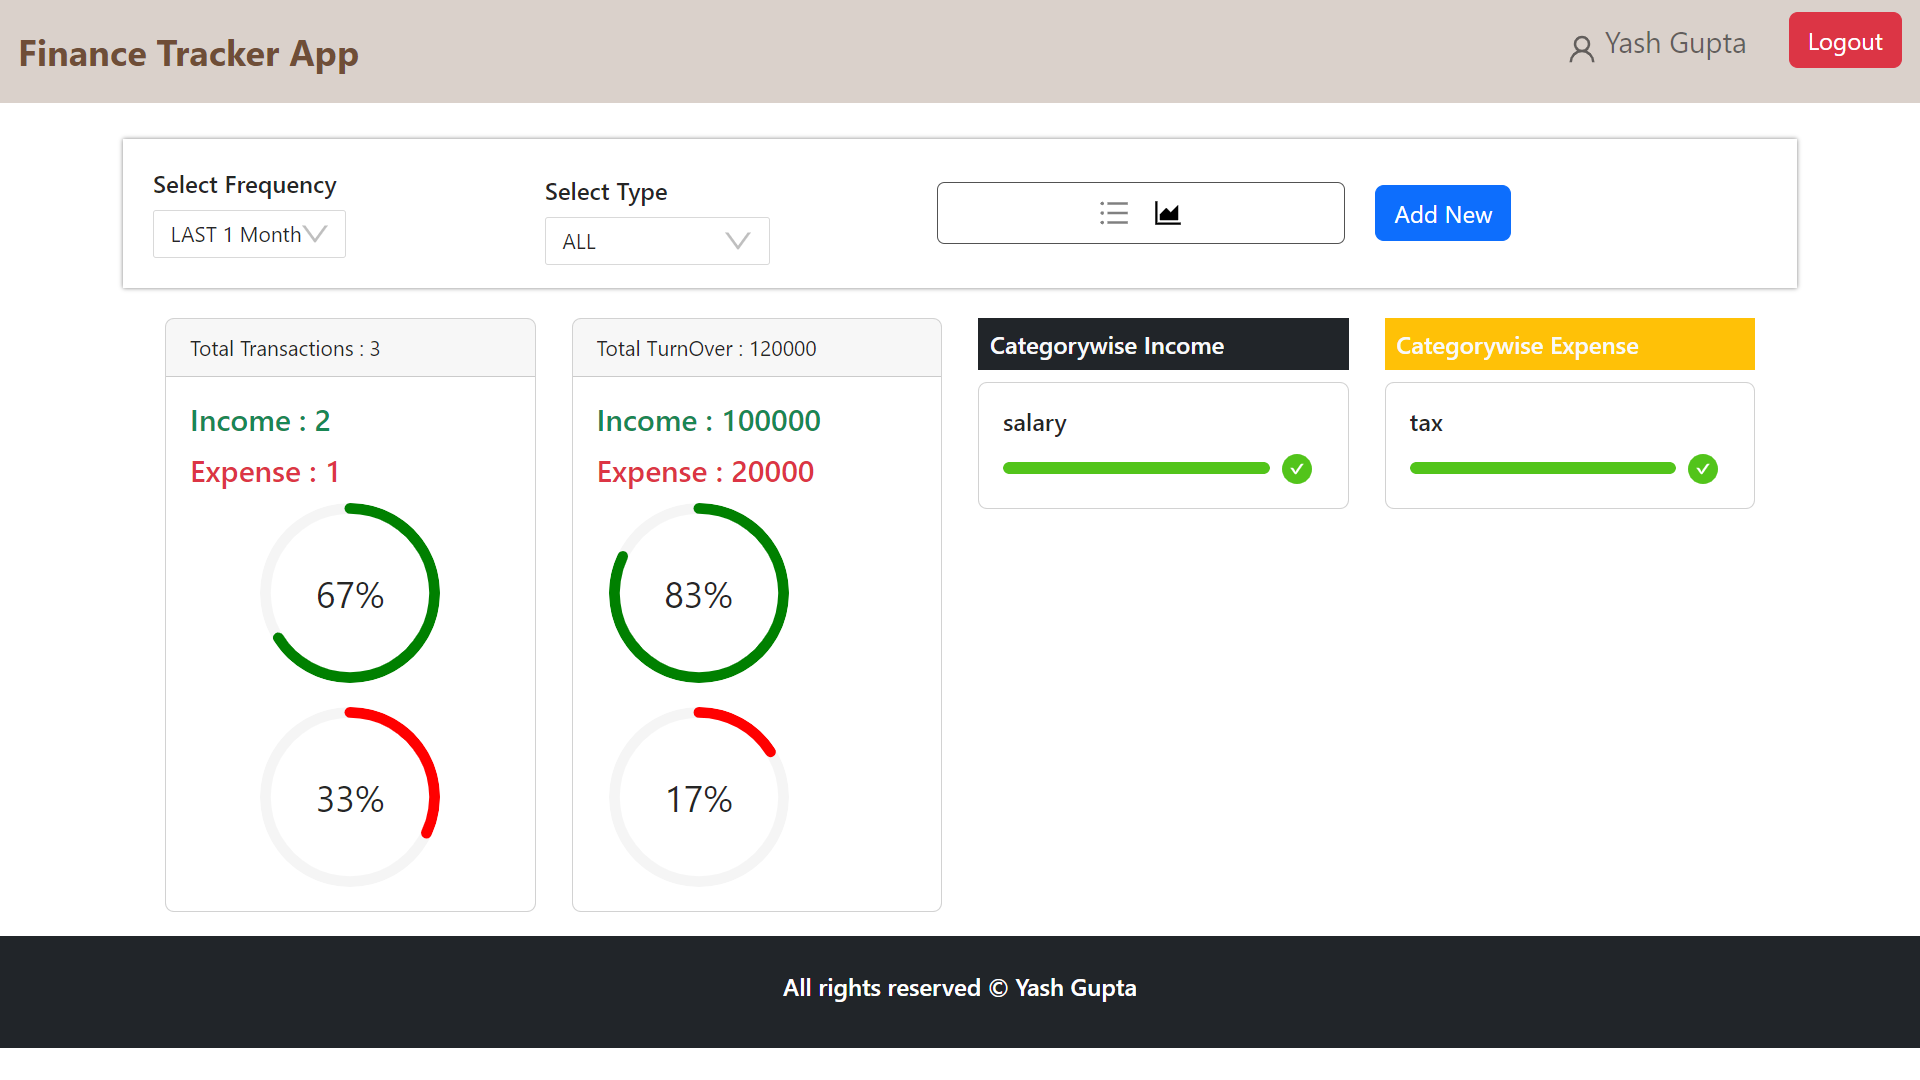 Finance Tracker App
Yash Gupta
Logout
Select Frequency
LAST 1 Month
Select Type
ALL
Add New
Total Transactions : 3
Income : 2
Expense : 1
67%
33%
Total TurnOver : 120000
Income : 100000
Expense : 20000
83%
17%
Categorywise Income
salary
Categorywise Expense
tax
All rights reserved © Yash Gupta